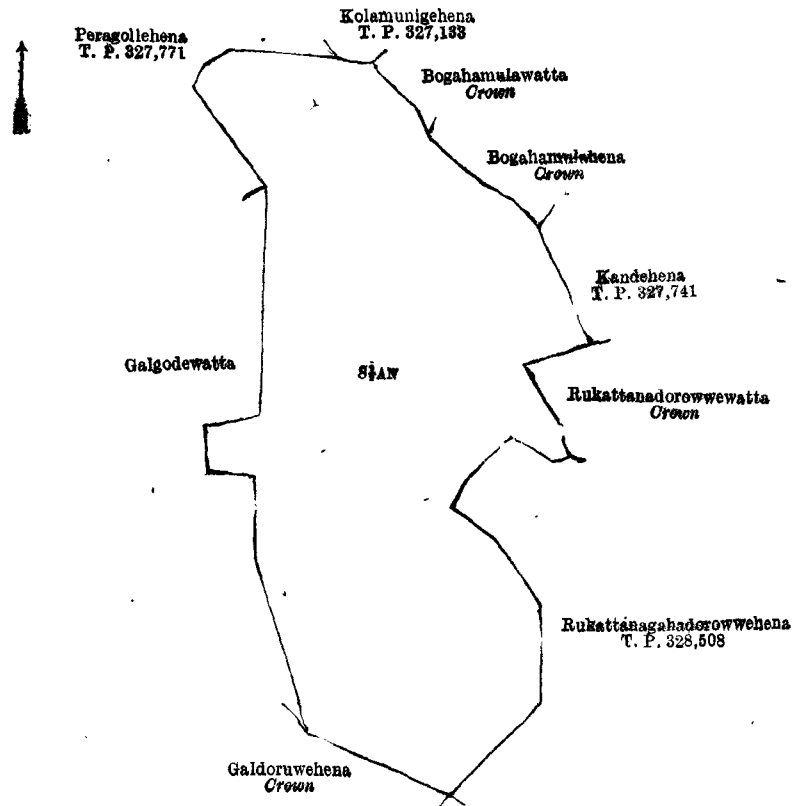 Kolamunigehena
T. P. 327,133
Peragollehena
T. P. 327,771
Bogahamulawatta
Crown
Bogahamulahena
Crown
Kandehena
T. P. 327,741
Galgodewatta
Rukattanadorowwewatta
Crown
Rukattanagahadorowwehena
T. P. 328,508
Galdoruwehena
Crown